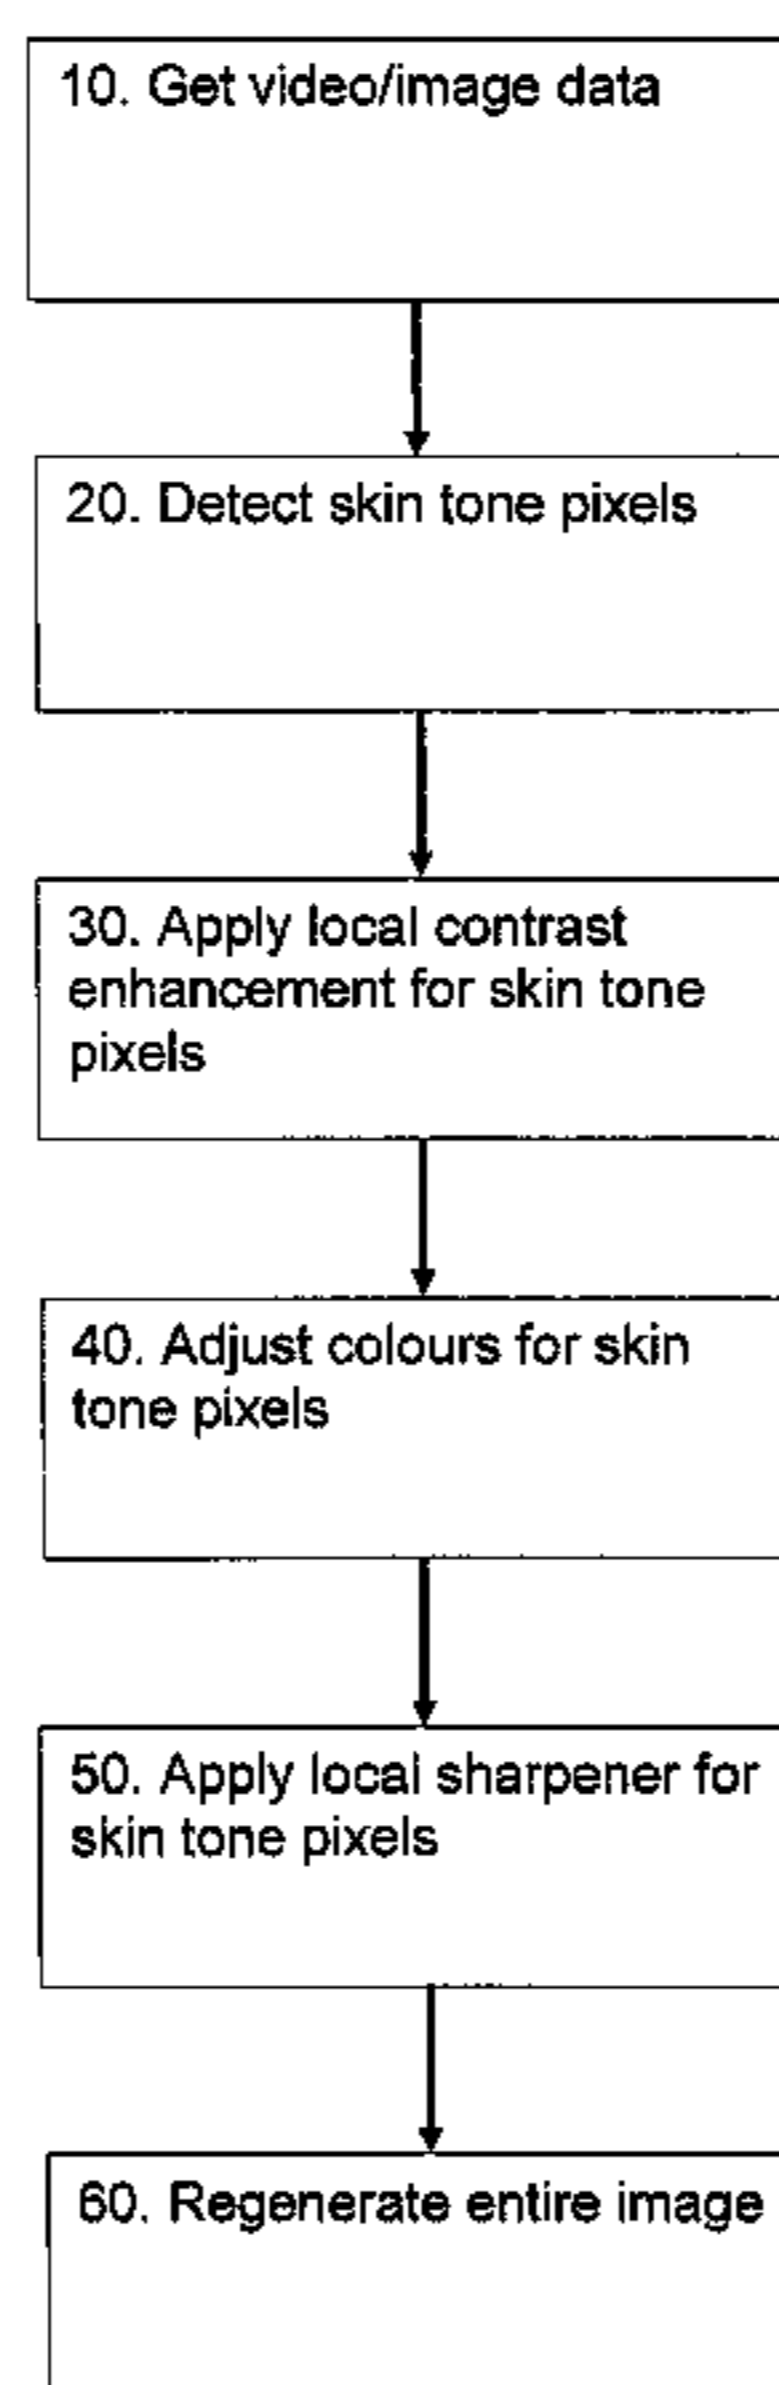 10. Get video/image data
20. Detect skin tone pixels
30. Apply local contrast
enhancement for skin tone
pixels
40. Adjust colours for skin
tone pixels
50. Apply local sharpener for
skin tone pixels
60. Regenerate entire image